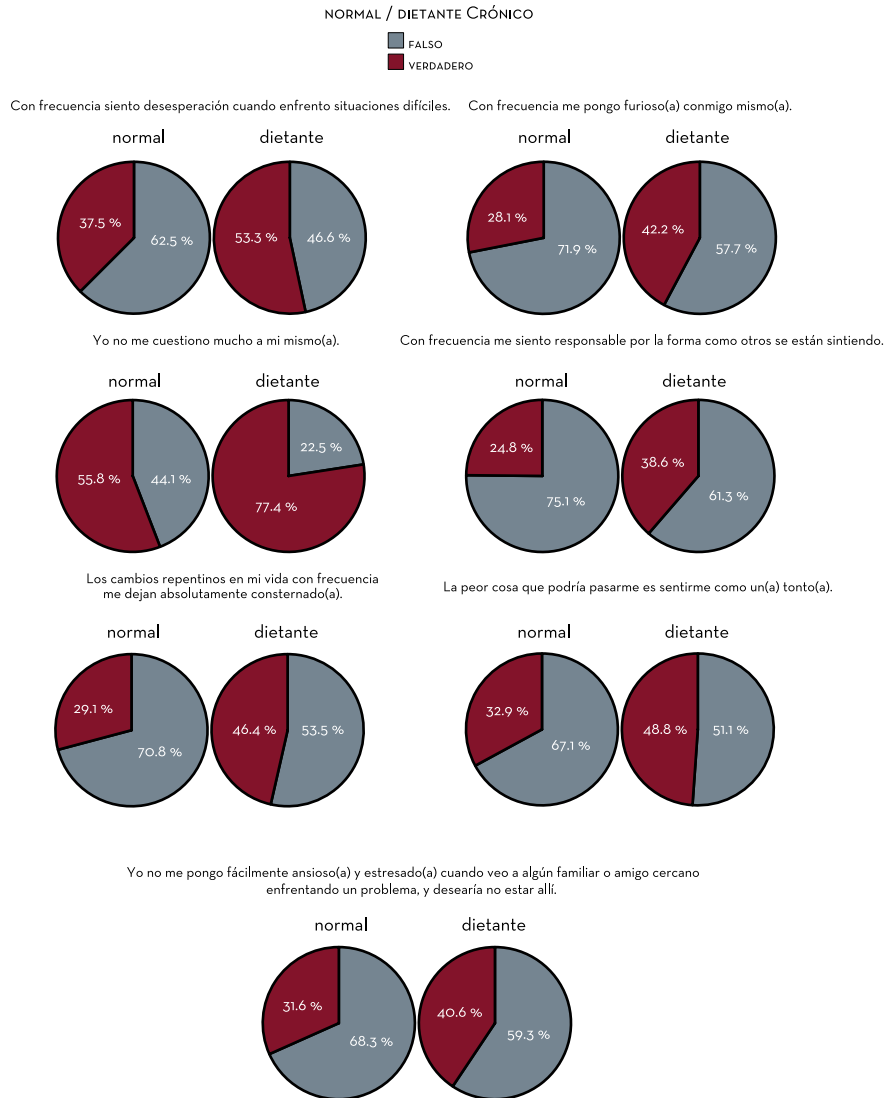 NORMAL / DIETANTE CRÓNICO
FALSO
VERDADERO
Con frecuencia siento desesperación cuando enfrento situaciones difíciles.
normal
dietante
37.5 %
62.5 %
53.3 %
46.6 %
Con frecuencia me pongo furioso(a) conmigo mismo(a).
normal
dietante
28.1 %
71.9 %
42.2 %
57.7 %
Yo no me cuestiono mucho a mi mismo(a).
normal
dietante
55.8 %
44.1 %
77.4 %
22.5 %
Con frecuencia me siento responsable por la forma como otros se están sintiendo.
normal
dietante
24.8 %
75.1 %
38.6 %
61.3 %
Los cambios repentinos en mi vida con frecuencia
me dejan absolutamente consternado(a).
normal
dietante
29.1 %
70.8 %
46.4 %
53.5 %
La peor cosa que podría pasarme es sentirme como un(a) tonto(a).
normal
dietante
32.9 %
67.1 %
48.8 %
51.1 %
Yo no me pongo fácilmente ansioso(a) y estresado(a) cuando veo a algún familiar o amigo cercano
enfrentando un problema, y desearía no estar allí.
normal
dietante
31.6 %
68.3 %
40.6 %
59.3 %